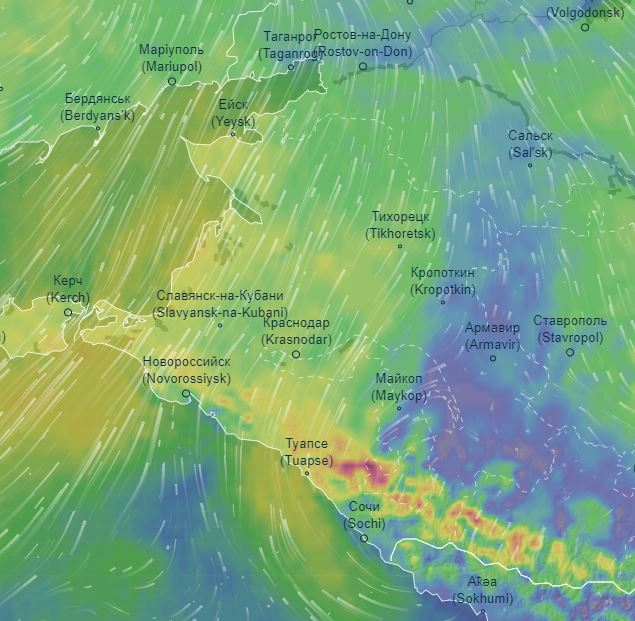 (Volgodonsk)
Таганрог
(Taganrog)
Ростов-на-Дону
(Rostov-on-Don)
Маріуполь
(Mariupol)
Бердянськ
(Berdyans'k)
Ейск
(Yeysk)
Сальск
(Sal'sk)
Тихорецк
(Tikhoretsk)
Керч
(Kerch)
Славянск-на-Кубани
(Slavyansk-na-Kubani)
Кропоткин
(Kropotkin)
Краснодар
(Krasnodar)
Армавир
(Armavir)
Ставрополь
(Stavropol)
Новороссийск
(Novorossiysk)
Майкоп
(Maykop)
Туапсе
(Tuapse)
Сочи
(Sochi)
Аҟәа
(Sokhumi)